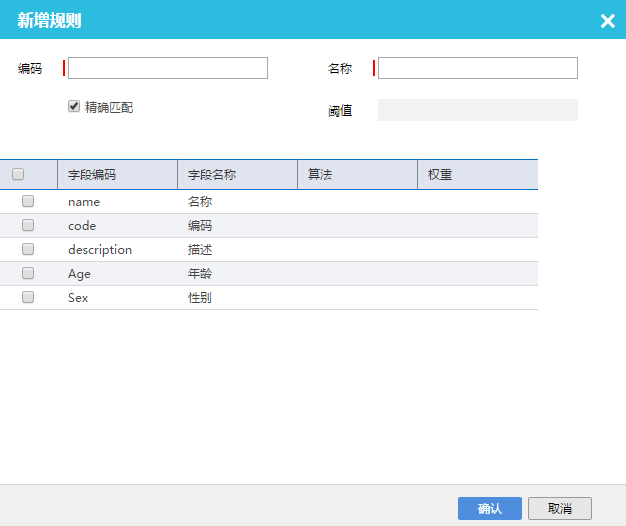 新增规则
编码 名称
精确匹配 阈值
字段编码 字段名称 算法 权重
name 名称
code 编码
description 描述
Age 年龄
Sex 性别
确认 取消